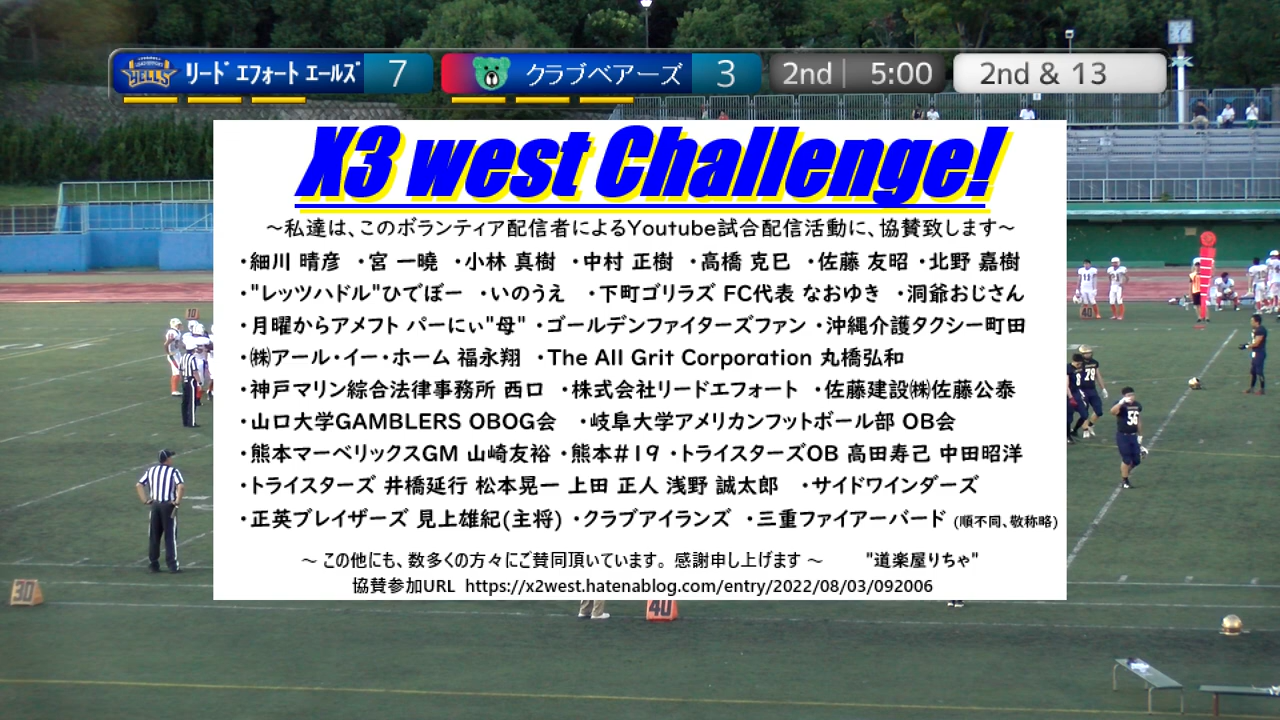 YELLS リードエフォートエールズ 7 クラブベアーズ 3 2nd 5:00 2nd & 13
X3 west Challenge!
～私達は、このボランティア配信者によるYoutube試合配信活動に、協賛致します～
・細川 晴彦 ・宮 一曉 ・小林 真樹 ・中村 正樹 ・高橋 克巳 ・佐藤 友昭 ・北野 嘉樹
・"レッツハドル"ひでぼー ・いのうえ ・下町ゴリラズ FC代表 なおゆき ・洞爺おじさん
・月曜からアメフト パーにぃ"母" ・ゴールデンファイターズファン ・沖縄介護タクシー町田
・㈱アール・イー・ホーム 福永翔 ・The All Grit Corporation 丸橋弘和
・神戸マリン綜合法律事務所 西口 ・株式会社リードエフォート ・佐藤建設㈱佐藤公泰
・山口大学GAMBLERS OBOG会 ・岐阜大学アメリカンフットボール部 OB会
・熊本マーベリックスGM 山崎友裕 ・熊本#19 ・トライスターズOB 高田寿己 中田昭洋
・トライスターズ 井橋延行 松本晃一 上田 正人 浅野 誠太郎 ・サイドワインダーズ
・正英ブレイザーズ 見上雄紀(主将) ・クラブアイランズ ・三重ファイアーバード (順不同、敬称略)
～ この他にも、数多くの方々にご賛同頂いています。感謝申し上げます ～ "道楽屋りちゃ"
協賛参加URL https://x2west.hatenablog.com/entry/2022/08/03/092006
10
40
79
56
30
40